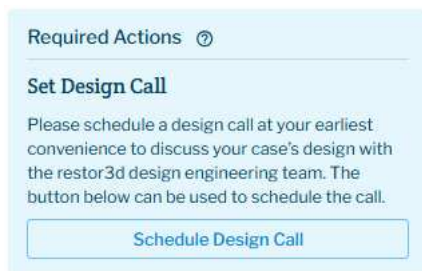 Required Actions
Set Design Call
Please schedule a design call at your earliest
convenience to discuss your case's design with
the restor3d design engineering team. The
button below can be used to schedule the call.
Schedule Design Call